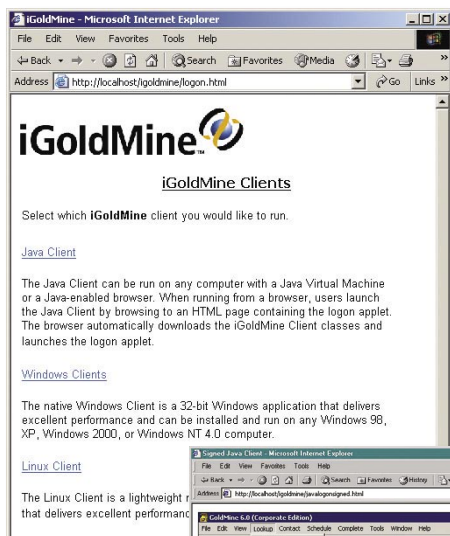 iGoldMine - Microsoft Internet Explorer
File Edit View Favorites Tools Help
Back Search Favorites Media
Address http://localhost/igoldmine/logon.html Go Links »
iGoldMine™
iGoldMine Clients
Select which iGoldMine client you would like to run.
Java Client
The Java Client can be run on any computer with a Java Virtual Machine
or a Java-enabled browser. When running from a browser, users launch
the Java Client by browsing to an HTML page containing the logon applet.
The browser automatically downloads the iGoldMine Client classes and
launches the logon applet.
Windows Clients
The native Windows Client is a 32-bit Windows application that delivers
excellent performance and can be installed and run on any Windows 98,
XP, Windows 2000, or Windows NT 4.0 computer.
Linux Client
The Linux Client is a lightweight
that delivers excellent performanc
Signed Java Client - Microsoft Internet Explorer
File Edit View Favorites Tools Help
Back Search Favorites History
Address http://localhost/igoldmine/javalogonsigned.html
GoldMine 6.0 (Corporate Edition)
File Edit View Lookup Contact Schedule Complete Tools Window Help